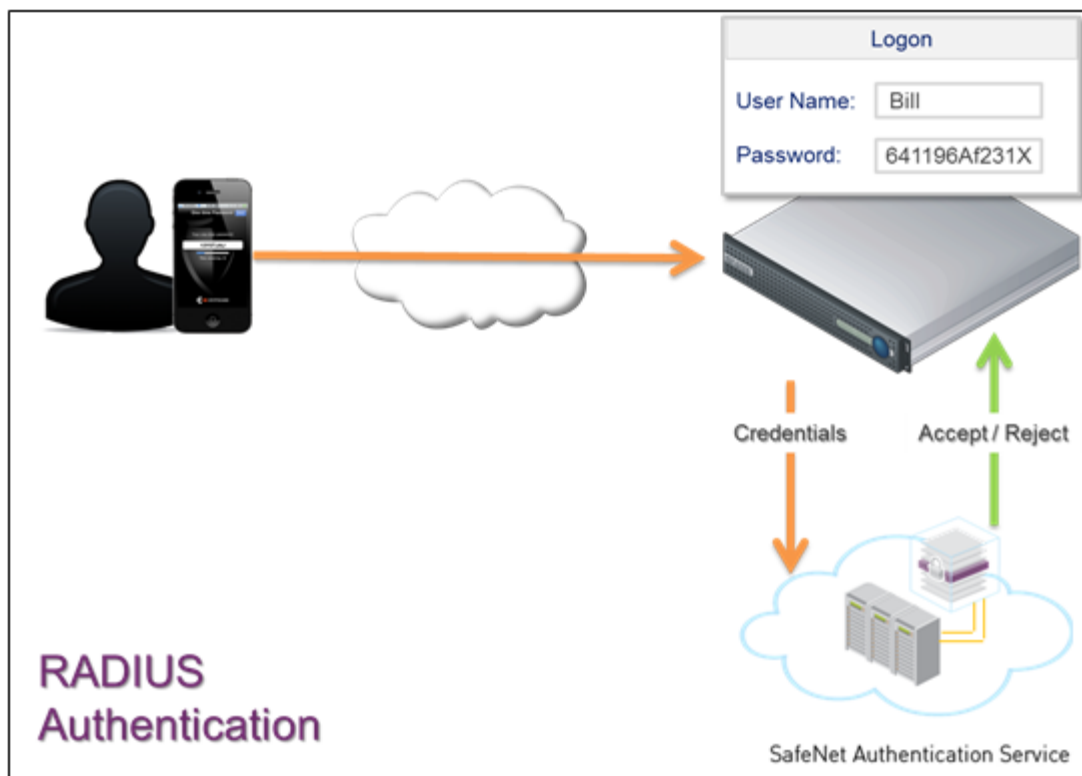 Logon
User Name: Bill
Password: 641196Af231X
Credentials
Accept / Reject
RADIUS
Authentication
SafeNet Authentication Service